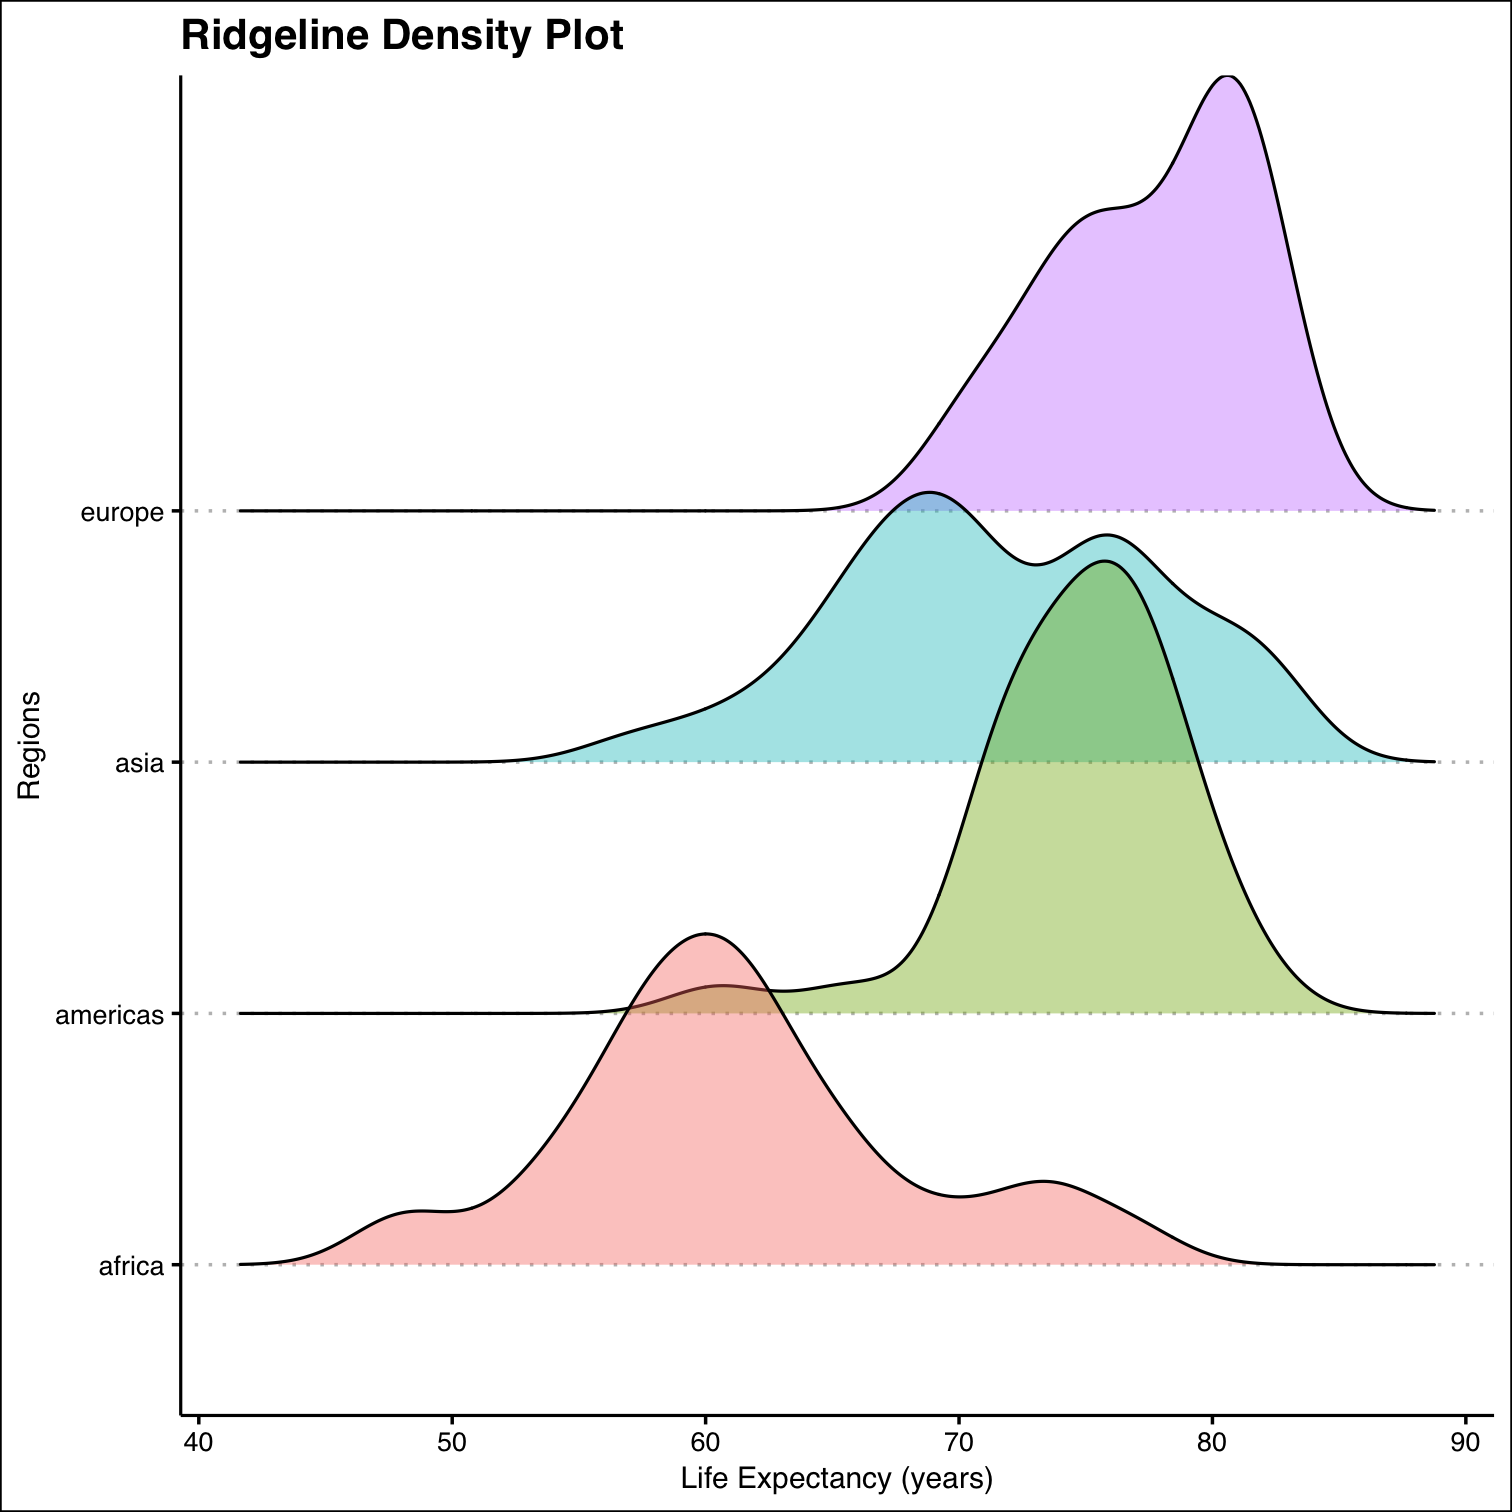 Ridgeline Density Plot
Regions
europe
asia
americas
africa
40 50 60 70 80 90
Life Expectancy (years)